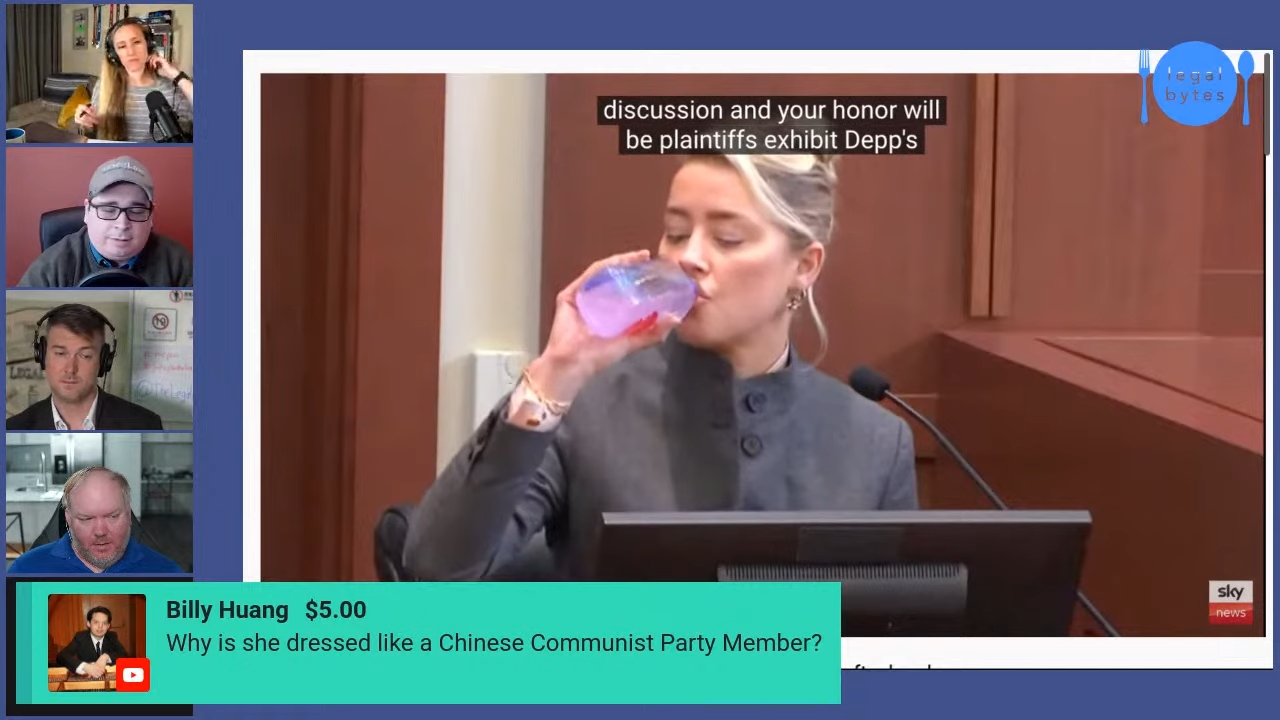 legal
bytes
discussion and your honor will
be plaintiffs exhibit Depp's
sky
news
Billy Huang $5.00
Why is she dressed like a Chinese Communist Party Member?